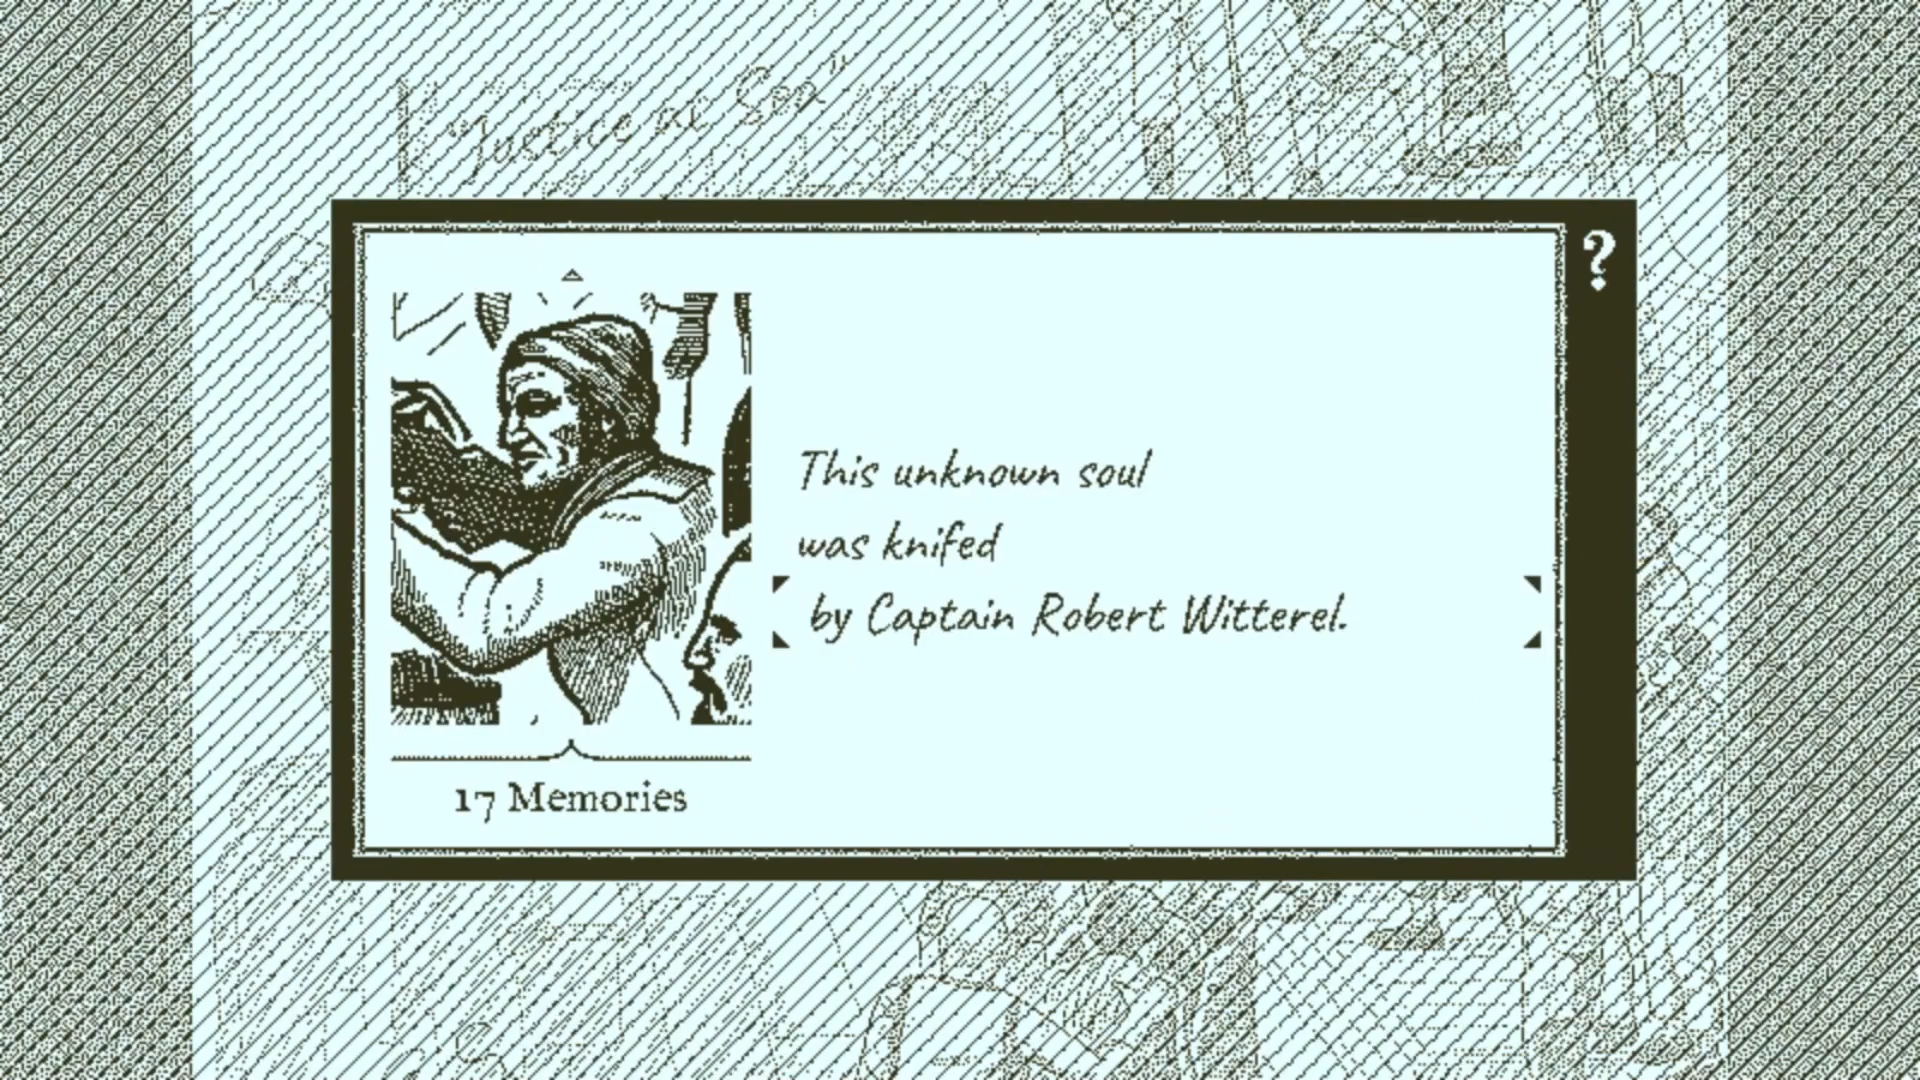 "Justice at Sea"
?
This unknown soul
was knifed
by Captain Robert Witterel.
17 Memories